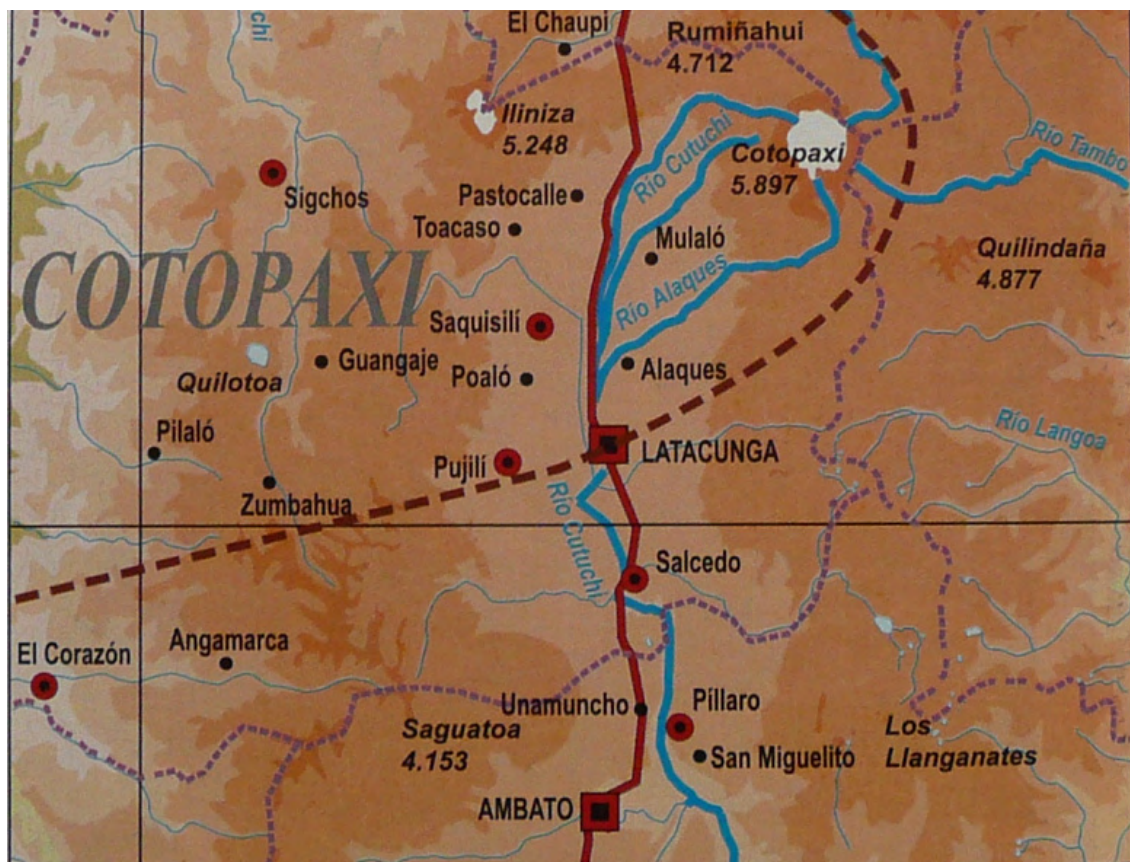 El Chaupi
Rumiñahui
4.712
Iliniza
5.248
Río Cutuchi
Cotopaxi
5.897
Río Tambo
Sigchos
Pastocalle
Toacaso
Mulaló
Quilindaña
4.877
COTOPAXI
Río Alaques
Saquisilí
Guangaje
Quilotoa
Poaló
Alaques
Pilaló
Río Langoa
Pujilí
LATACUNGA
Zumbahua
Río Cutuchi
Salcedo
Angamarca
El Corazón
Unamuncho
Píllaro
Saguatoa
4.153
Los
Llanganates
San Miguelito
AMBATO